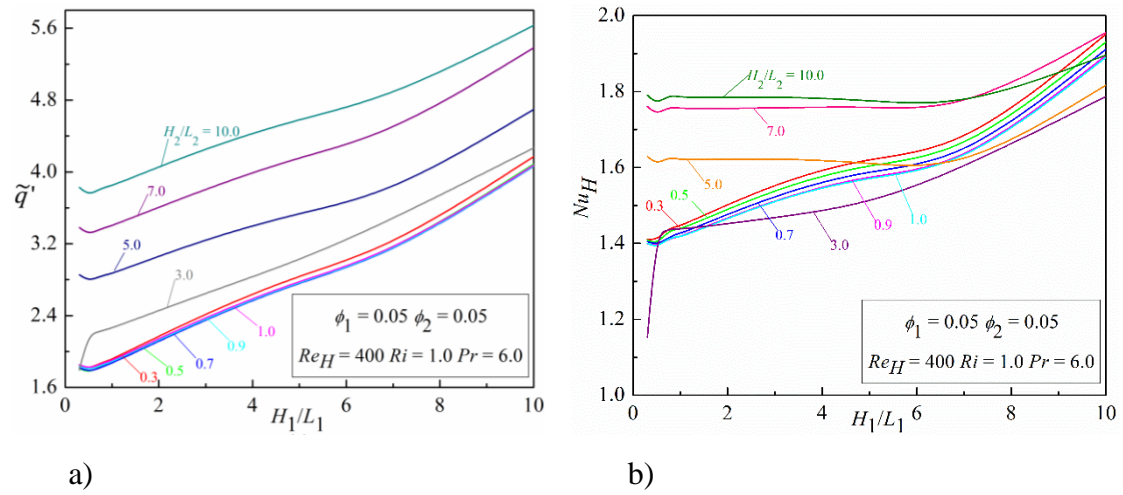 5.6
4.8
4.0
3.2
2.4
1.6
q̃'
H₂/L₂ = 10.0
7.0
5.0
3.0
1.0
0.9
0.7
0.5
0.3
ϕ₁ = 0.05 ϕ₂ = 0.05
Re_H = 400 Ri = 1.0 Pr = 6.0
0 2 4 6 8 10
H₁/L₁
a)
b)
2.0
1.8
1.6
1.4
1.2
1.0
Nu_H
H₂/L₂ = 10.0
7.0
5.0
0.3
0.5
0.7
0.9
1.0
3.0
ϕ₁ = 0.05 ϕ₂ = 0.05
Re_H = 400 Ri = 1.0 Pr = 6.0
0 2 4 6 8 10
H₁/L₁
b)